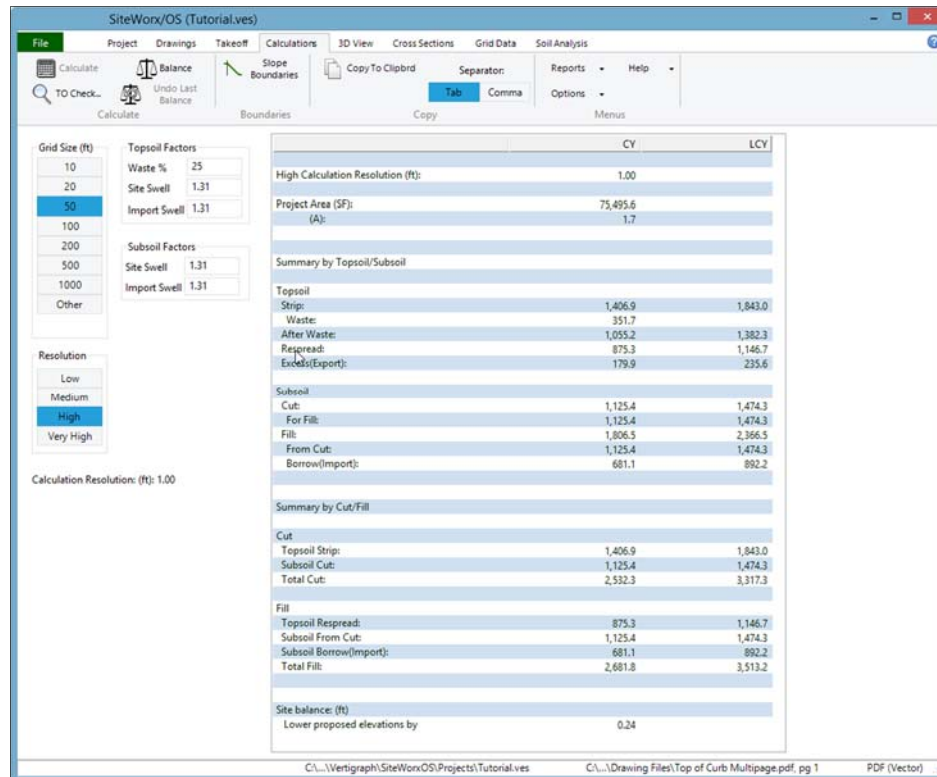 SiteWorx/OS (Tutorial.ves)
File Project Drawings Takeoff Calculations 3D View Cross Sections Grid Data Soil Analysis
Calculate Balance Slope Boundaries Copy To Clipbrd Separator: Reports Help
TO Check... Undo Last Balance Tab Comma Options
Calculate Boundaries Copy Menus
Grid Size (ft)
10
20
50
100
200
500
1000
Other
Topsoil Factors
Waste % 25
Site Swell 1.31
Import Swell 1.31
Subsoil Factors
Site Swell 1.31
Import Swell 1.31
Resolution
Low
Medium
High
Very High
Calculation Resolution: (ft): 1.00
CY LCY
High Calculation Resolution (ft): 1.00
Project Area (SF): 75,495.6
(A): 1.7
Summary by Topsoil/Subsoil
Topsoil
Strip: 1,406.9 1,843.0
Waste: 351.7
After Waste: 1,055.2 1,382.3
Respread: 875.3 1,146.7
Excess(Export): 179.9 235.6
Subsoil
Cut: 1,125.4 1,474.3
For Fill: 1,125.4 1,474.3
Fill: 1,806.5 2,366.5
From Cut: 1,125.4 1,474.3
Borrow(Import): 681.1 892.2
Summary by Cut/Fill
Cut
Topsoil Strip: 1,406.9 1,843.0
Subsoil Cut: 1,125.4 1,474.3
Total Cut: 2,532.3 3,317.3
Fill
Topsoil Respread: 875.3 1,146.7
Subsoil From Cut: 1,125.4 1,474.3
Subsoil Borrow(Import): 681.1 892.2
Total Fill: 2,681.8 3,513.2
Site balance: (ft)
Lower proposed elevations by 0.24
C:\...\Vertigraph\SiteWorxOS\Projects\Tutorial.ves C:\...\Drawing Files\Top of Curb Multipage.pdf, pg 1 PDF (Vector)